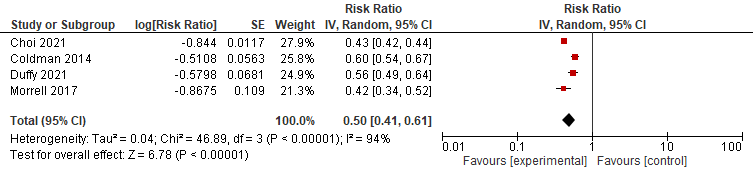 Risk Ratio Risk Ratio
Study or Subgroup log[Risk Ratio] SE Weight IV, Random, 95% CI IV, Random, 95% CI
Choi 2021 -0.844 0.0117 27.9% 0.43 [0.42, 0.44]
Coldman 2014 -0.5108 0.0563 25.8% 0.60 [0.54, 0.67]
Duffy 2021 -0.5798 0.0681 24.9% 0.56 [0.49, 0.64]
Morrell 2017 -0.8675 0.109 21.3% 0.42 [0.34, 0.52]
Total (95% CI) 100.0% 0.50 [0.41, 0.61]
Heterogeneity: Tau² = 0.04; Chi² = 46.89, df = 3 (P < 0.00001); I² = 94%
Test for overall effect: Z = 6.78 (P < 0.00001)
0.01 0.1 1 10 100
Favours [experimental] Favours [control]